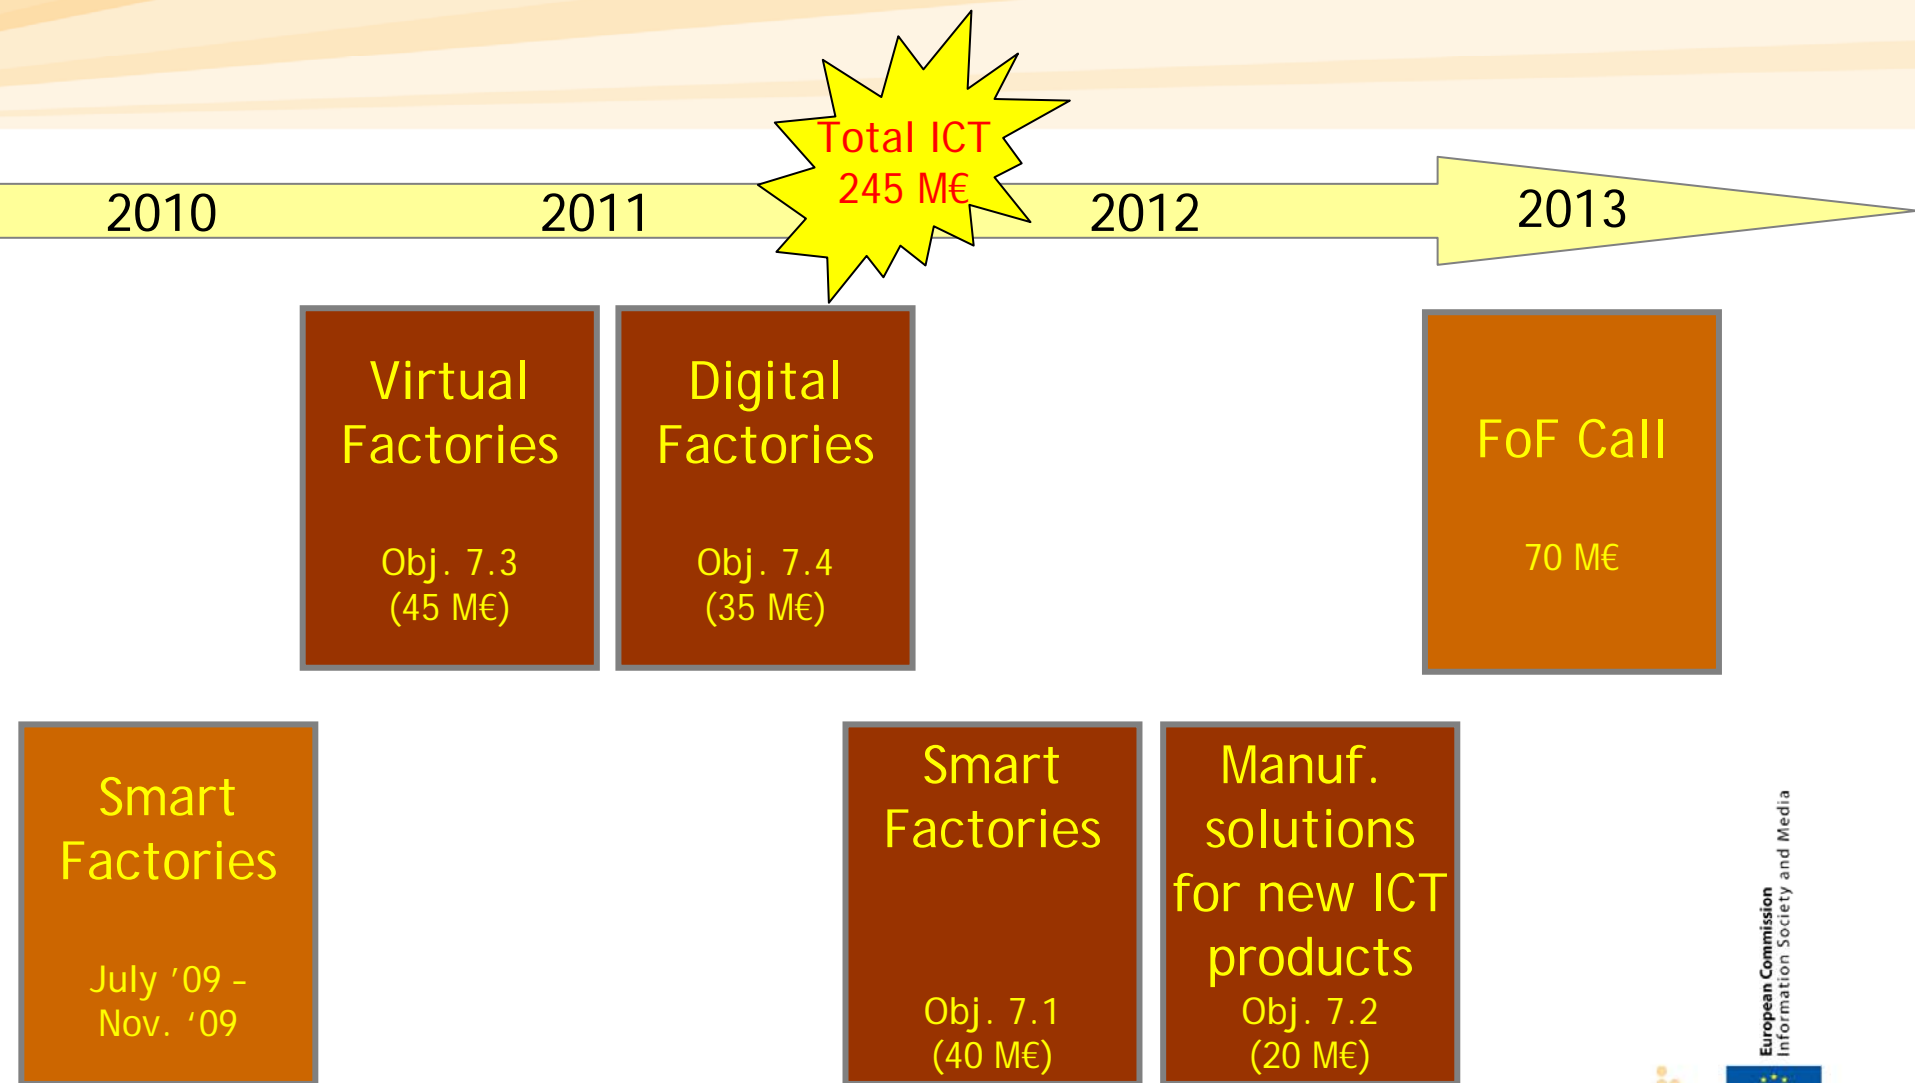 Total ICT
245 M€
2010
2011
2012
2013
Virtual
Factories
Obj. 7.3
(45 M€)
Digital
Factories
Obj. 7.4
(35 M€)
FoF Call
70 M€
Smart
Factories
July ’09 –
Nov. ‘09
Smart
Factories
Obj. 7.1
(40 M€)
Manuf.
solutions
for new ICT
products
Obj. 7.2
(20 M€)
European Commission
Information Society and Media